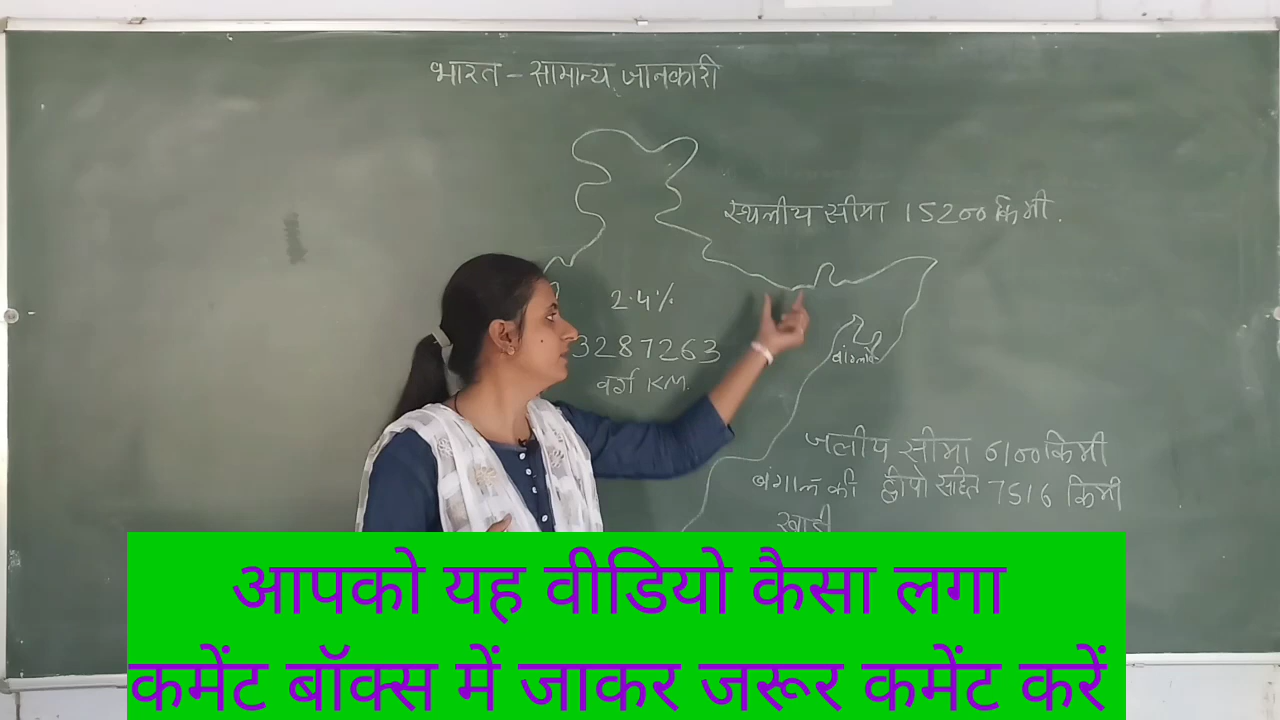 भारत – सामान्य जानकारी
स्थलीय सीमा 15200 किमी.
2.4%
3287263
वर्ग KM.
जलीय सीमा 6100 किमी
बंगाल की
द्वीपो सहित 7516 किमी
खाडी
आपको यह वीडियो कैसा लगा
कमेंट बॉक्स में जाकर जरूर कमेंट करें